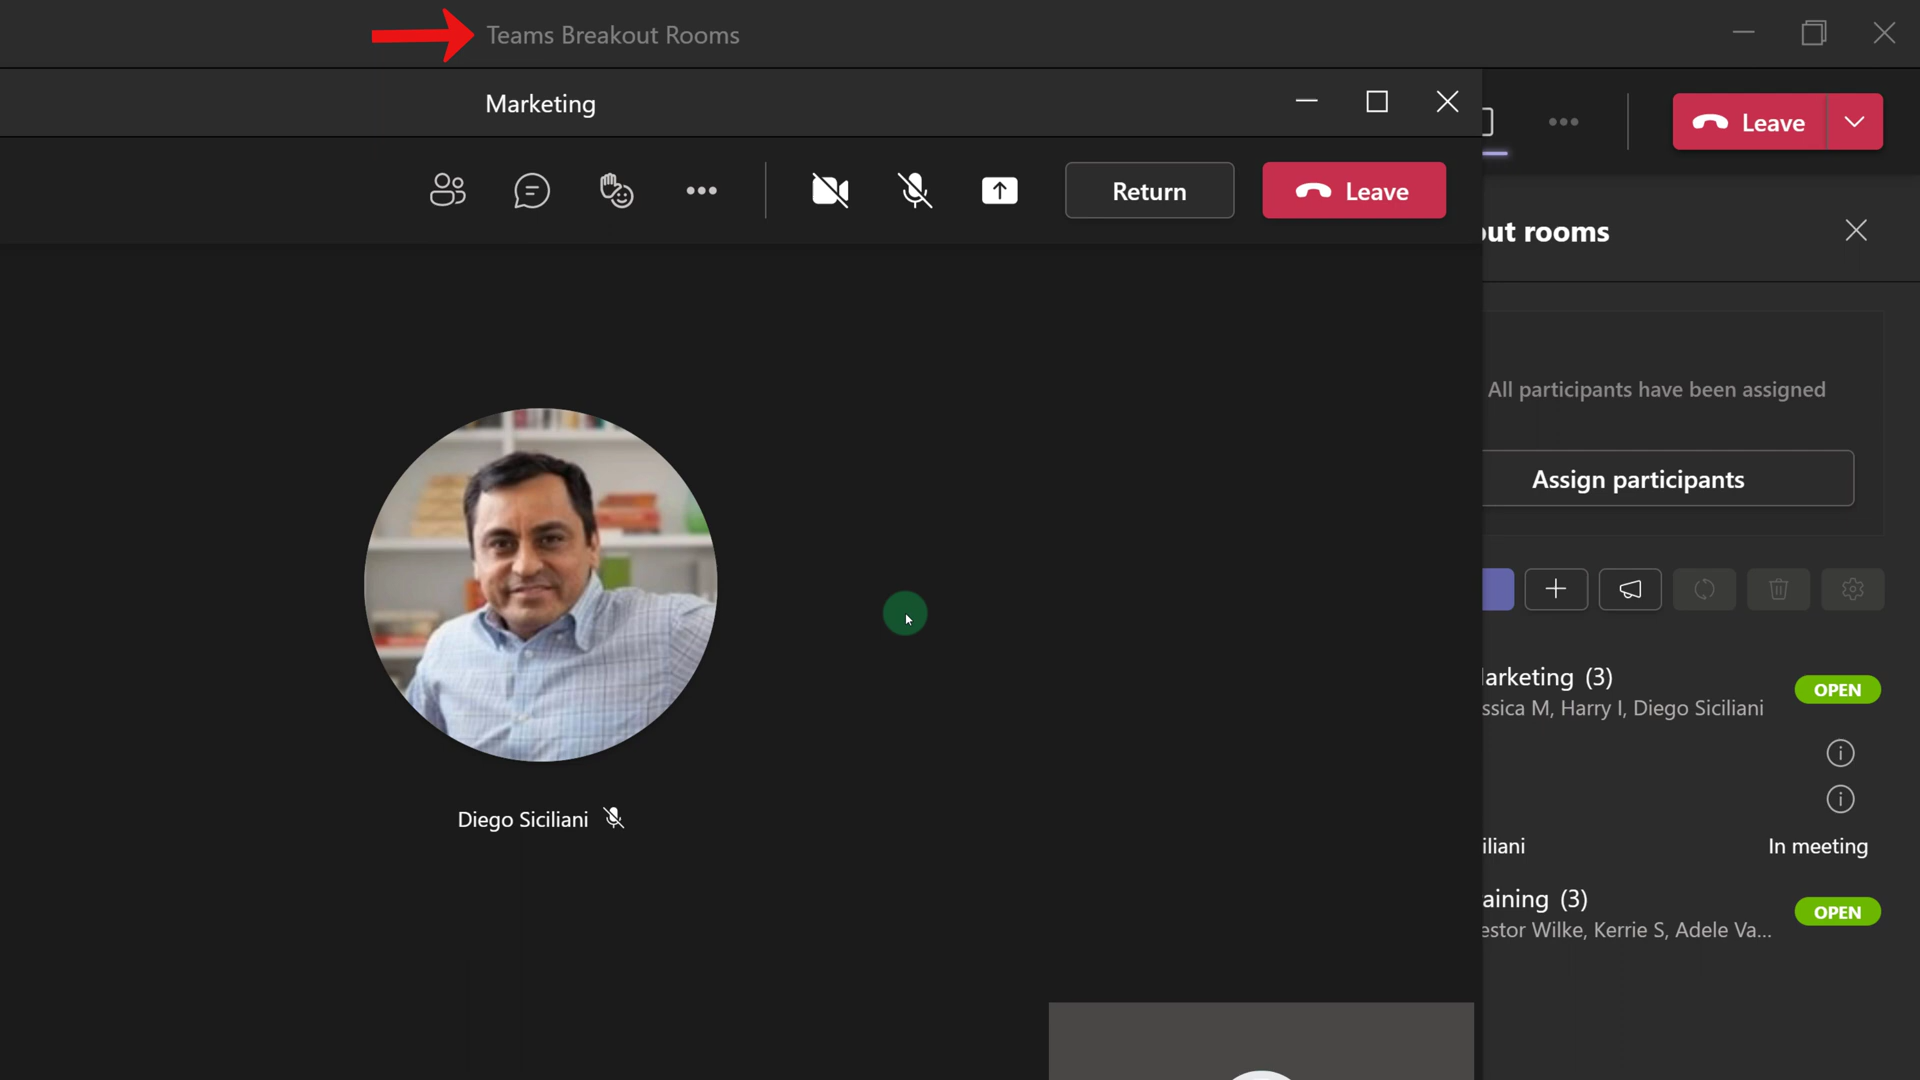 Teams Breakout Rooms
Marketing
Return
Leave
Leave
out rooms
All participants have been assigned
Assign participants
arketing (3)
OPEN
ssica M, Harry I, Diego Siciliani
iliani
In meeting
aining (3)
OPEN
estor Wilke, Kerrie S, Adele Va...
Diego Siciliani